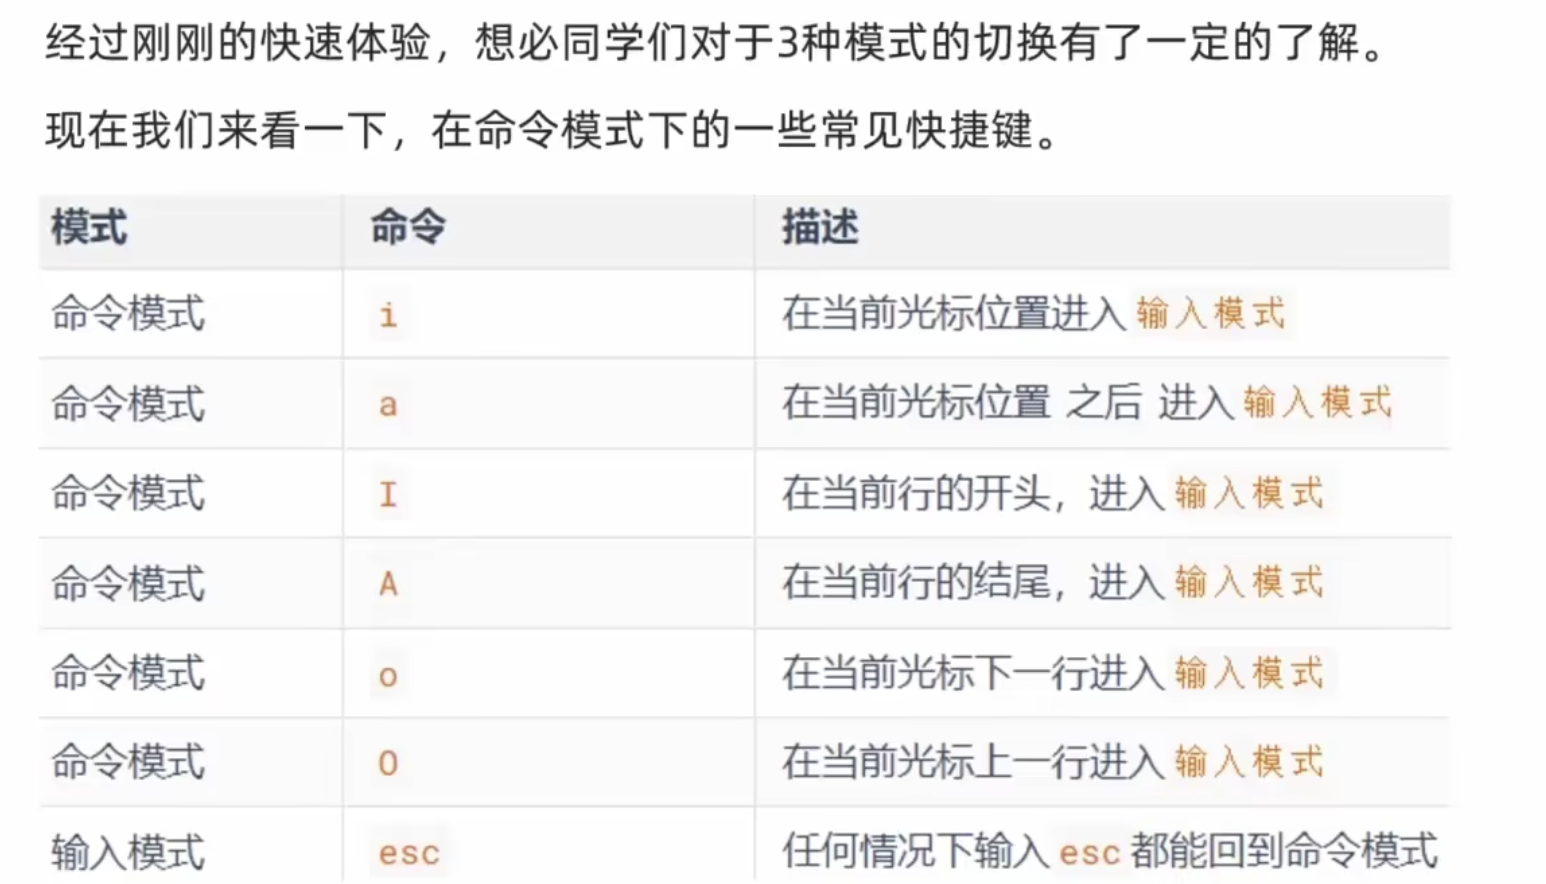 经过刚刚的快速体验，想必同学们对于3种模式的切换有了一定的了解。
现在我们来看一下，在命令模式下的一些常见快捷键。
模式 命令 描述
命令模式 i 在当前光标位置进入 输入模式
命令模式 a 在当前光标位置 之后 进入 输入模式
命令模式 I 在当前行的开头，进入 输入模式
命令模式 A 在当前行的结尾，进入 输入模式
命令模式 o 在当前光标下一行进入 输入模式
命令模式 O 在当前光标上一行进入 输入模式
输入模式 esc 任何情况下输入 esc 都能回到命令模式